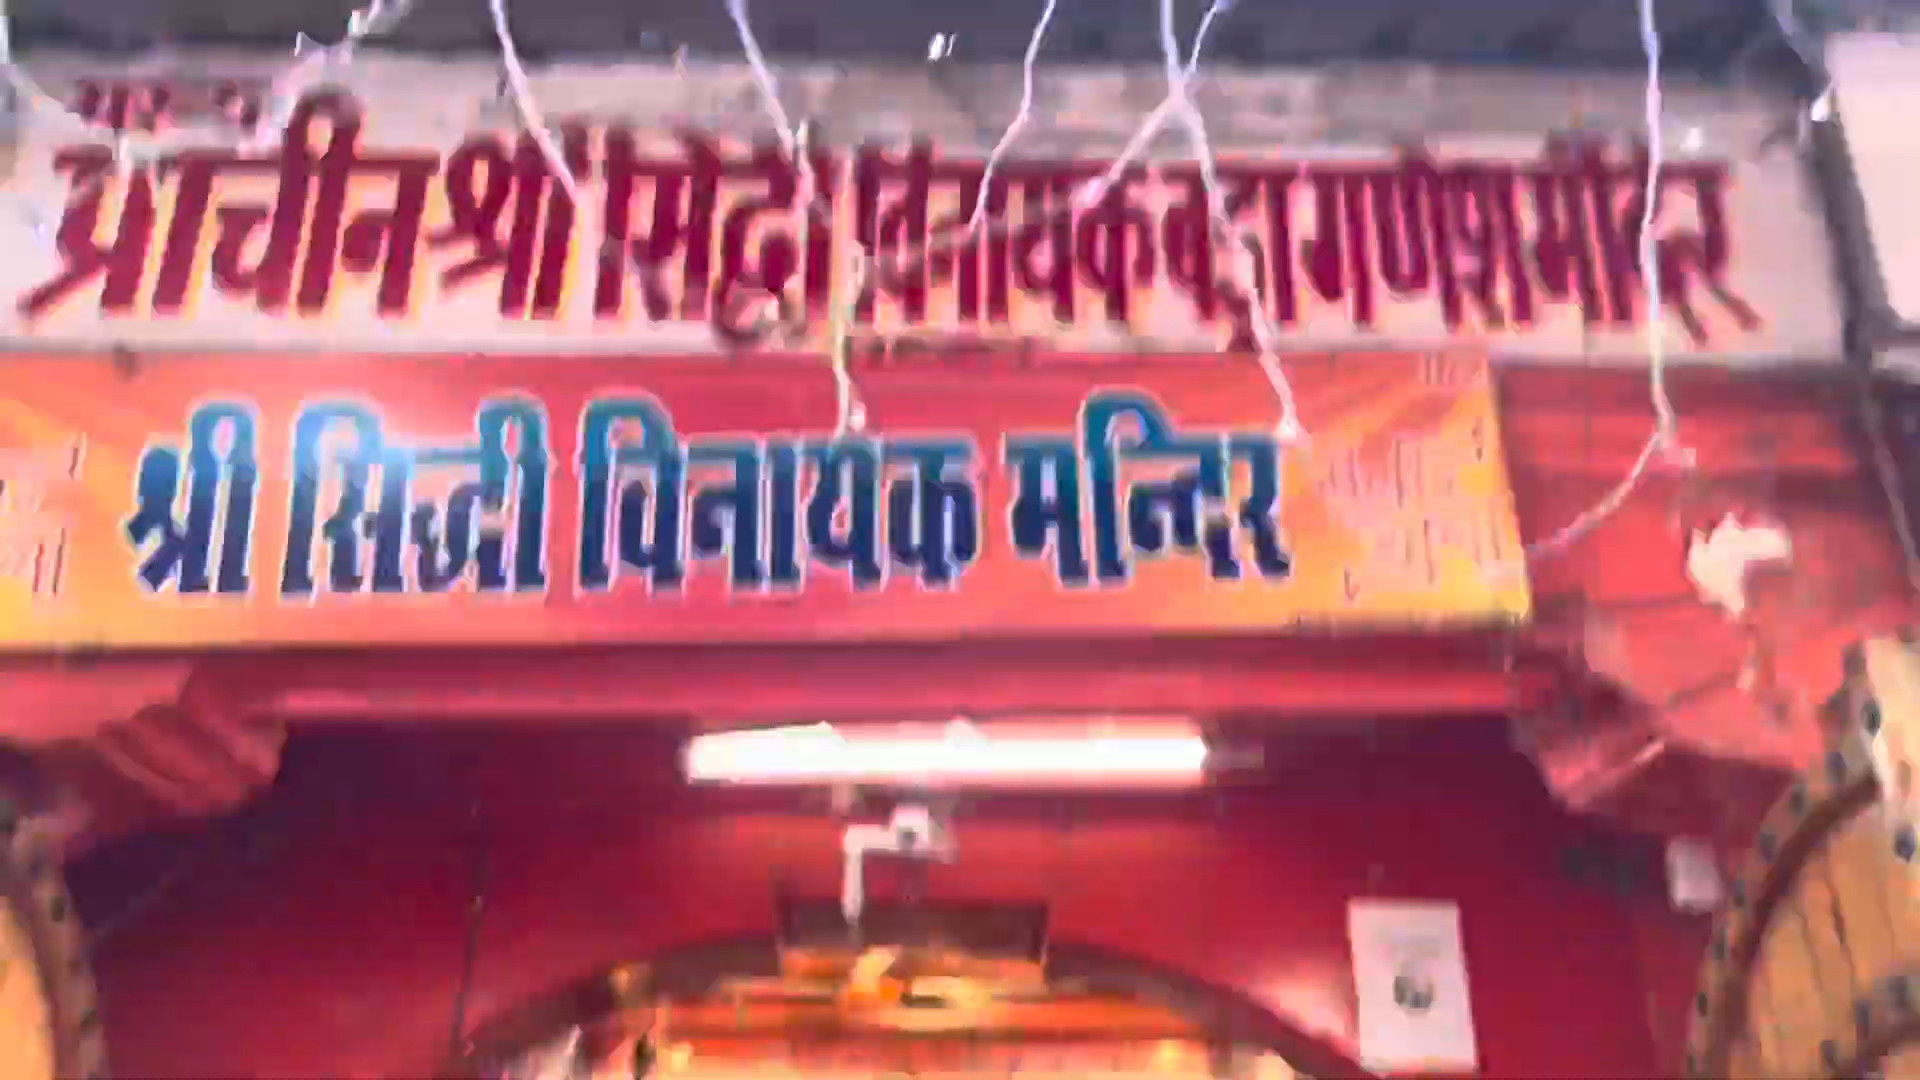 प्राचीन श्री सिद्धी विनायक बड़ा गणेश मंदिर
श्री सिद्धी विनायक मन्दिर